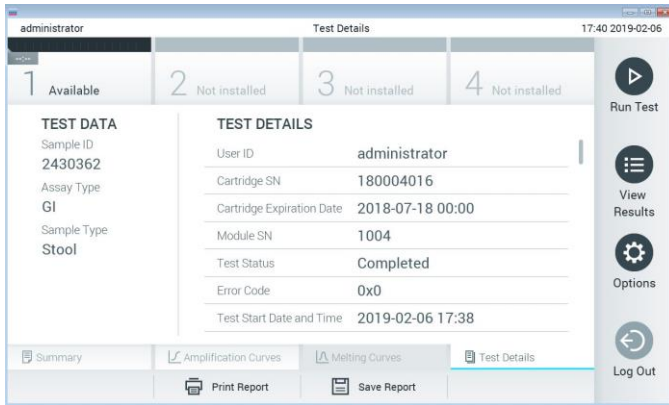 administrator Test Details 17:40 2019-02-06
--:--
1 Available 2 Not installed 3 Not installed 4 Not installed
Run Test
View Results
Options
Log Out
TEST DATA
Sample ID
2430362
Assay Type
GI
Sample Type
Stool
TEST DETAILS
User ID administrator
Cartridge SN 180004016
Cartridge Expiration Date 2018-07-18 00:00
Module SN 1004
Test Status Completed
Error Code 0x0
Test Start Date and Time 2019-02-06 17:38
Summary Amplification Curves Melting Curves Test Details
Print Report Save Report